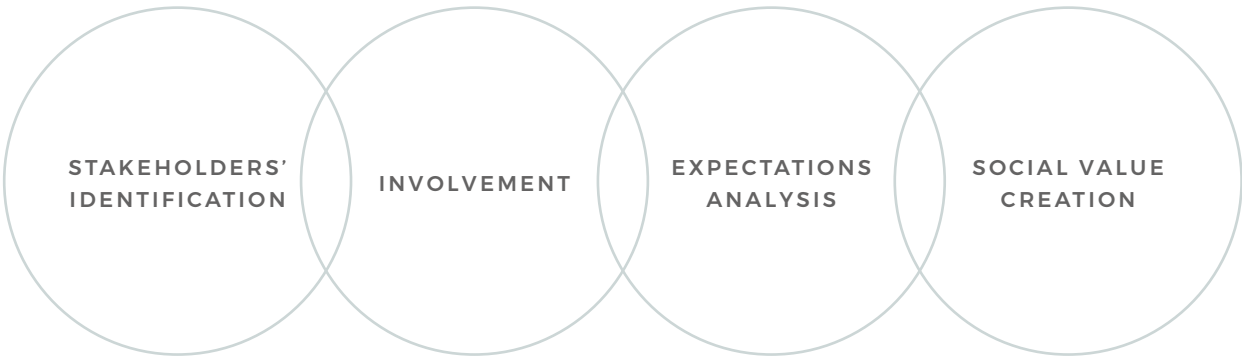 STAKEHOLDERS’
IDENTIFICATION
INVOLVEMENT
EXPECTATIONS
ANALYSIS
SOCIAL VALUE
CREATION